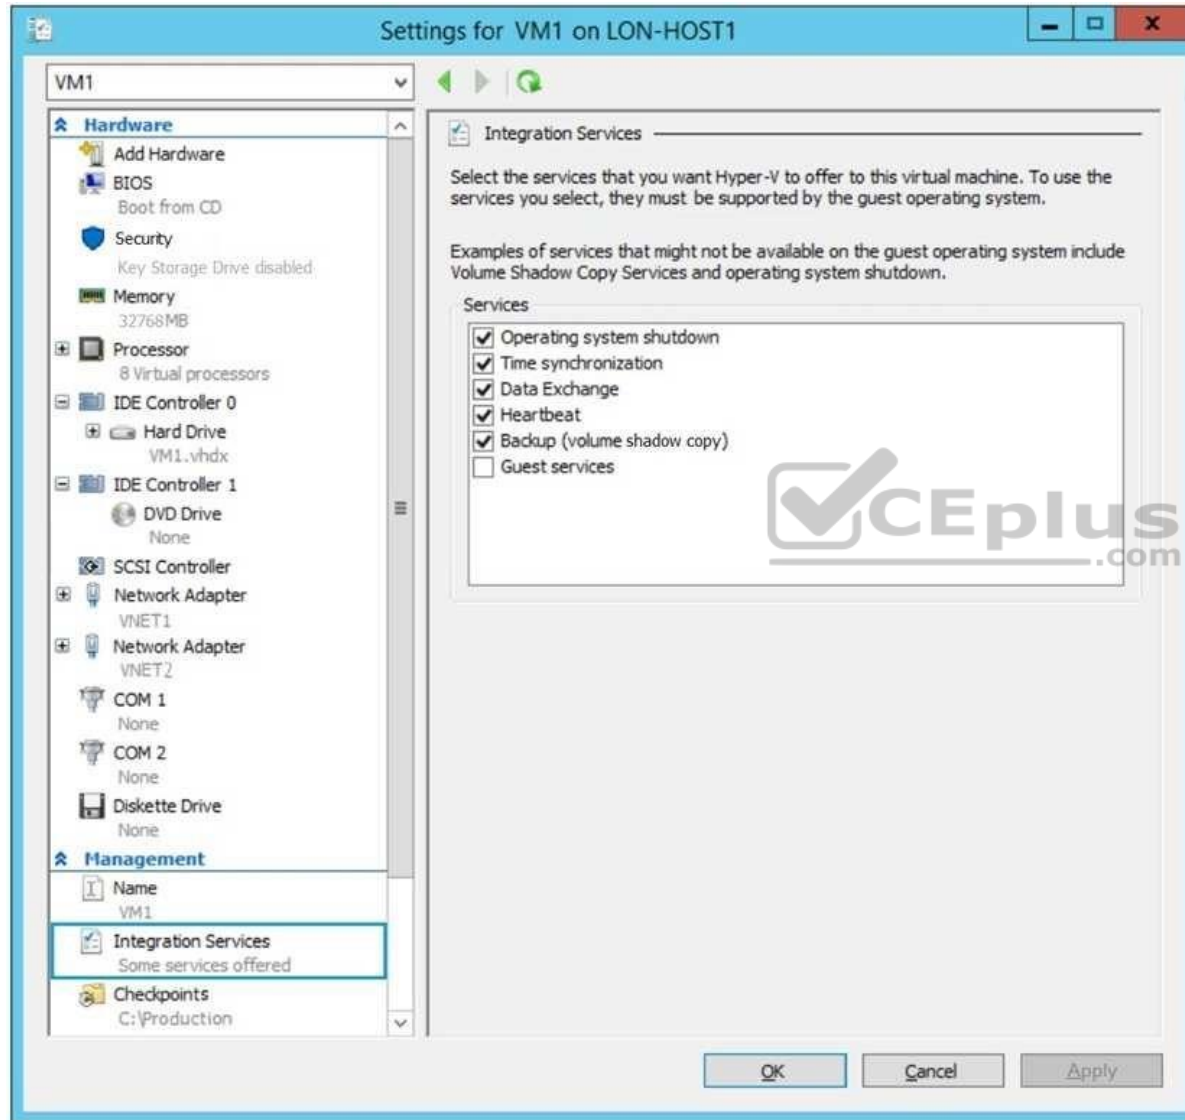 Settings for VM1 on LON-HOST1
VM1
Hardware
Add Hardware
BIOS
Boot from CD
Security
Key Storage Drive disabled
Memory
32768MB
Processor
8 Virtual processors
IDE Controller 0
Hard Drive
VM1.vhdx
IDE Controller 1
DVD Drive
None
SCSI Controller
Network Adapter
VNET1
Network Adapter
VNET2
COM 1
None
COM 2
None
Diskette Drive
None
Management
Name
VM1
Integration Services
Some services offered
Checkpoints
C:\Production
Integration Services
Select the services that you want Hyper-V to offer to this virtual machine. To use the
services you select, they must be supported by the guest operating system.
Examples of services that might not be available on the guest operating system include
Volume Shadow Copy Services and operating system shutdown.
Services
Operating system shutdown
Time synchronization
Data Exchange
Heartbeat
Backup (volume shadow copy)
Guest services
CEplus
.com
OK
Cancel
Apply